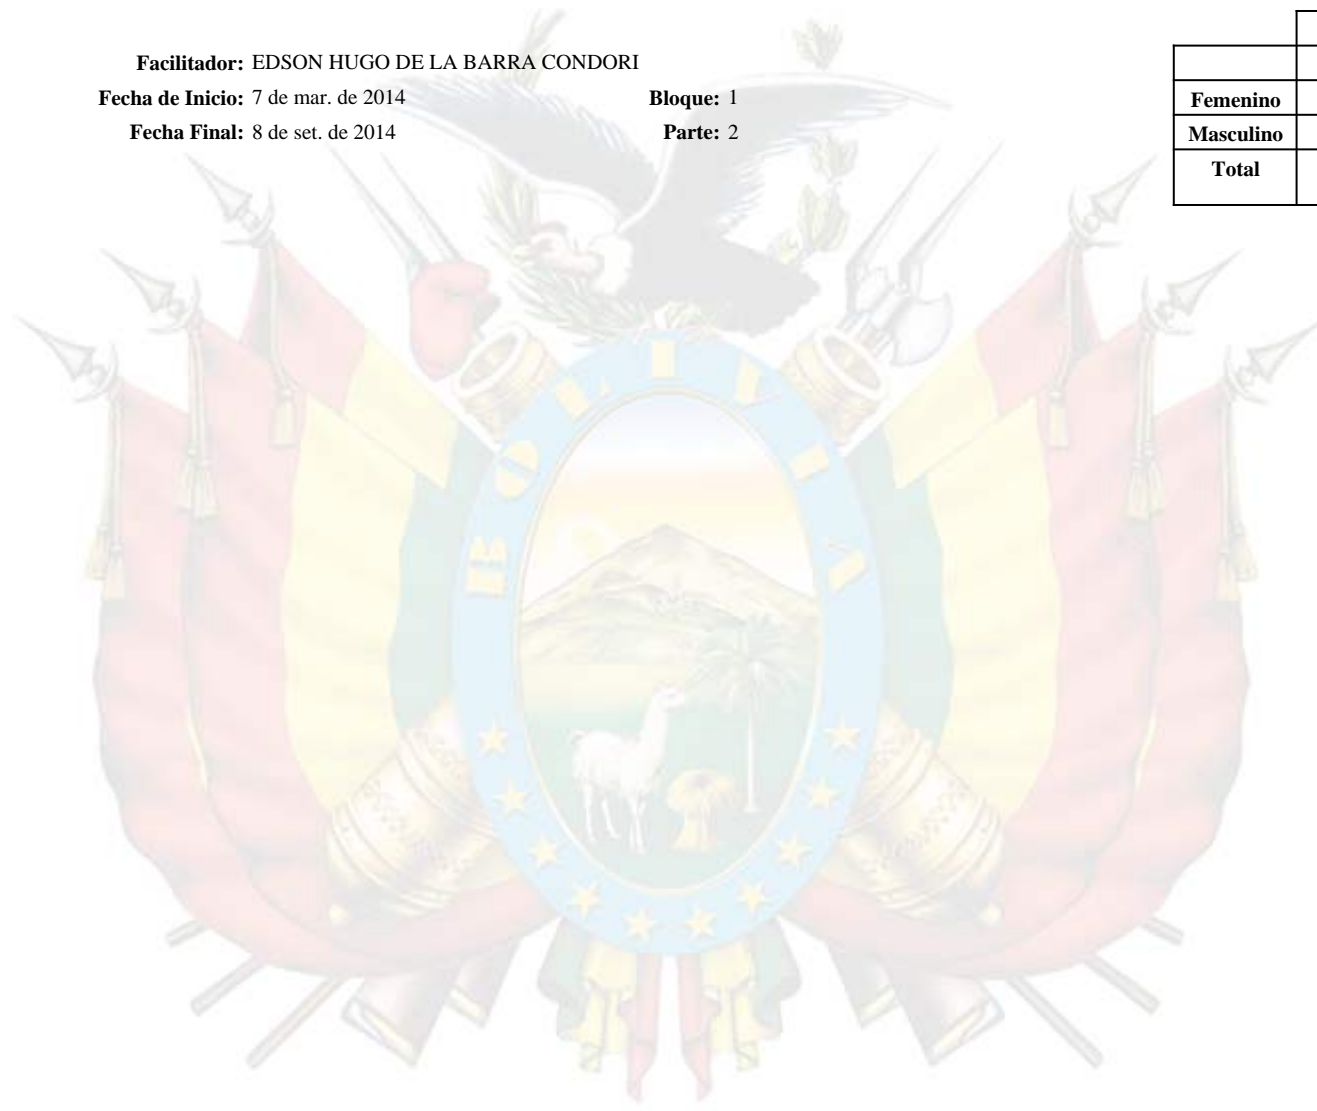 Facilitador: EDSON HUGO DE LA BARRA CONDORI
Fecha de Inicio: 7 de mar. de 2014 Bloque: 1
Fecha Final: 8 de set. de 2014 Parte: 2
Femenino
Masculino
Total
BOLIVIA